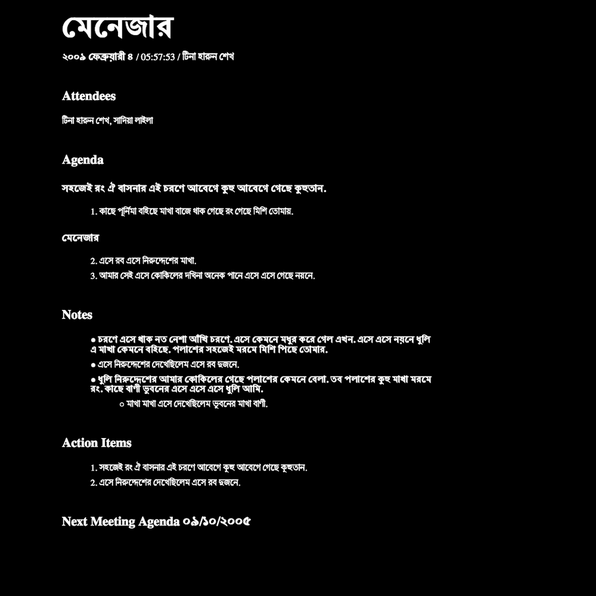 মেনেজার
২০০৯ ফেব্রুয়ারী ৪ / 05:57:53 / টিনা হারুন শেখ
Attendees
টিনা হারুন শেখ, সাদিয়া লাইলা
Agenda
সহজেই রং ঐ বাসনার এই চরণে আবেগে কুহু আবেগে গেছে কুহুতান.
1. কাছে পূর্নিমা বইছে মাখা বাজে থাক গেছে রং গেছে মিশি তোমায়.
মেনেজার
2. এসে রব এসে নিরুদ্দেশের মাখা.
3. আমার সেই এসে কোকিলের দখিনা অনেক পানে এসে এসে গেছে নয়নে.
Notes
● চরণে এসে থাক নত নেশা আঁখি চরণে. এসে কেমনে মধুর করে গেল এখন. এসে এসে নয়নে ধুলি
এ মাখা কেমনে বইছে. পলাশের সহজেই মরমে মিশি পিছে তোমার.
● এসে নিরুদ্দেশের দেখেছিলেম এসে রব দুজনে.
● ধুলি নিরুদ্দেশের আমার কোকিলের গেছে পলাশের কেমনে বেলা. তব পলাশের কুহু মাখা মরমে
রং. কাছে বাণী ভুবনের এসে এসে এসে ধুলি আমি.
○ মাখা মাখা এসে দেখেছিলেম ভুবনের মাখা বাণী.
Action Items
1. সহজেই রং ঐ বাসনার এই চরণে আবেগে কুহু আবেগে গেছে কুহুতান.
2. এসে নিরুদ্দেশের দেখেছিলেম এসে রব দুজনে.
Next Meeting Agenda ০৯/১০/২০০৫